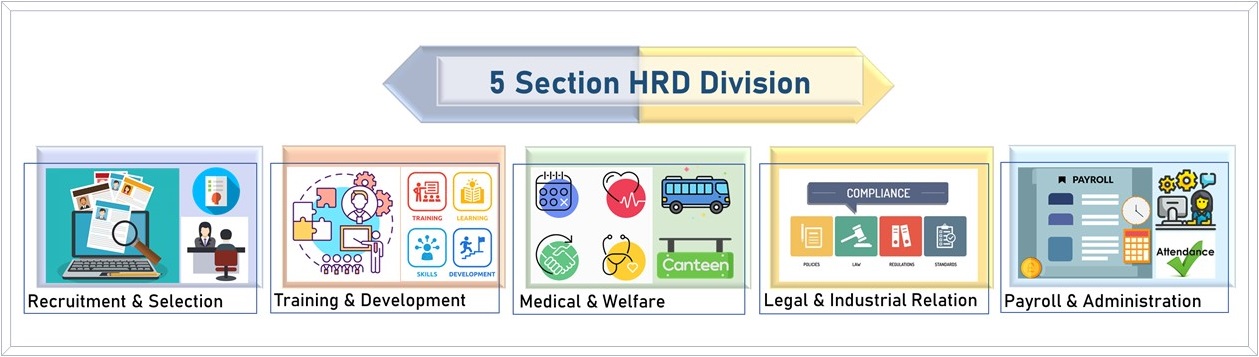 5 Section HRD Division
TRAINING
LEARNING
SKILLS
DEVELOPMENT
Canteen
COMPLIANCE
POLICIES
LAW
REGULATIONS
STANDARDS
PAYROLL
Attendance
Recruitment & Selection
Training & Development
Medical & Welfare
Legal & Industrial Relation
Payroll & Administration